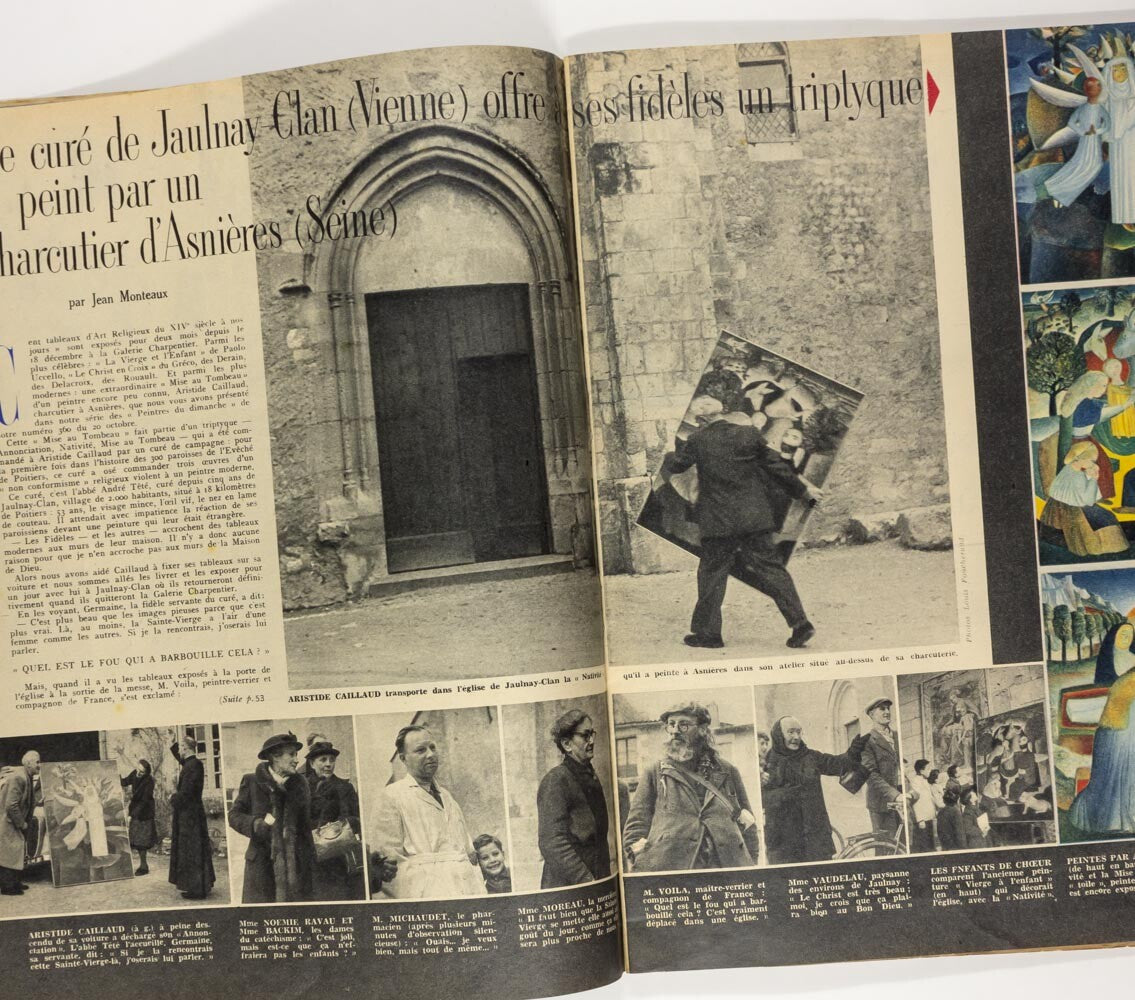 e curé de Jaulnay-Clan (Vienne) offre à ses fidèles un triptyque
peint par un
harcutier d'Asnières (Seine)
par Jean Monteaux
C
ent tableaux d'Art Religieux du XIVe siècle à nos
jours » sont exposés pour deux mois depuis le
18 décembre à la Galerie Charpentier. Parmi les
plus célèbres : « La Vierge et l'Enfant » de Paolo
Uccello, « Le Christ en Croix » du Gréco, des Derain,
des Delacroix, des Rouault. Et parmi les plus
modernes : une extraordinaire « Mise au Tombeau »
d'un peintre encore peu connu, Aristide Caillaud,
charcutier à Asnières, que nous vous avons présenté
dans notre série des « Peintres du dimanche » de
otre numéro 360 du 20 octobre.
Cette « Mise au Tombeau » fait partie d'un triptyque —
Annonciation, Nativité, Mise au Tombeau — qui a été com-
mandé à Aristide Caillaud par un curé de campagne : pour
la première fois dans l'histoire des 300 paroisses de l'Evêché
de Poitiers, ce curé a osé commander trois œuvres d'un
« non conformisme » religieux violent à un peintre moderne.
Ce curé, c'est l'abbé André Têté, curé depuis cinq ans de
Jaulnay-Clan, village de 2.000 habitants, situé à 18 kilomètres
de Poitiers : 53 ans, le visage mince, l'œil vif, le nez en lame
de couteau. Il attendait avec impatience la réaction de ses
paroissiens devant une peinture qui leur était étrangère.
— Les Fidèles — et les autres — accrochent des tableaux
modernes aux murs de leur maison. Il n'y a donc aucune
raison pour que je n'en accroche pas aux murs de la Maison
de Dieu.
Alors nous avons aidé Caillaud à fixer ses tableaux sur sa
voiture et nous sommes allés les livrer et les exposer pour
un jour avec lui à Jaulnay-Clan où ils retourneront défini-
tivement quand ils quitteront la Galerie Charpentier.
En les voyant, Germaine, la fidèle servante du curé, a dit :
— C'est plus beau que les images pieuses parce que c'est
plus vrai. Là, au moins, la Sainte-Vierge a l'air d'une
femme comme les autres. Si je la rencontrais, j'oserais lui
parler.
« QUEL EST LE FOU QUI A BARBOUILLE CELA ? »
Mais, quand il a vu les tableaux exposés à la porte de
l'église à la sortie de la messe, M. Voila, peintre-verrier et
compagnon de France, s'est exclamé :
(Suite p. 53
ARISTIDE CAILLAUD transporte dans l'église de Jaulnay-Clan la « Nativité
qu'il a peinte à Asnières dans son atelier situé au-dessus de sa charcuterie.
Photos Louis Foucherand
ARISTIDE CAILLAUD (à g.) à peine des-
cendu de sa voiture a déchargé son « Annon-
ciation ». L'abbé Tété l'accueille, Germaine,
sa servante, dit : « Si je la rencontrais
cette Sainte-Vierge-là, j'oserais lui parler. »
Mme NOEMIE RAVAU ET
Mme BACKIM, les dames
du catéchisme : « C'est joli,
mais est-ce que ça n'ef-
fraiera pas les enfants ? »
M. MICHAUDET, le phar-
macien (après plusieurs mi-
nutes d'observation silen-
cieuse) : « Ouais... je veux
bien, mais tout de même... »
Mme MOREAU, la
« Il faut bien que la
Vierge se mette elle aussi
goût du jour, comme ça
sera plus proche de nous
M. VOILA, maître-verrier et
compagnon de France :
« Quel est le fou qui a bar-
bouillé cela ? C'est vraiment
déplacé dans une église. »
Mme VAUDELAU, paysanne
des environs de Jaulnay :
« Le Christ est très beau ;
moi, je crois que ça plai-
ra bien au Bon Dieu. »
LES ENFANTS DE CHŒUR
comparent l'ancienne pein-
ture « Vierge à l'enfant »
(en haut) qui décorait
l'église, avec la « Nativité »,
PEINTES PAR
(de haut en ba
vité et la Mise
« toile », peinte
est encore expo